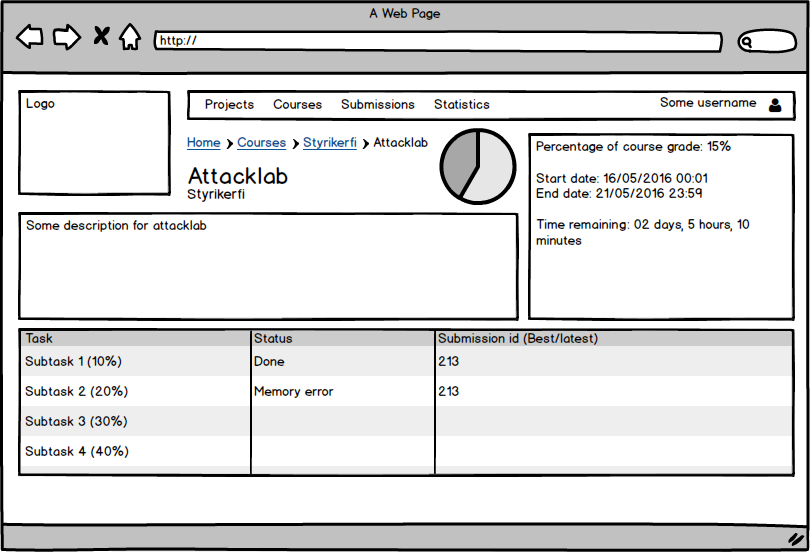 A Web Page
http://
Logo
Projects Courses Submissions Statistics Some username
Home Courses Styrikerfi Attacklab
Attacklab
Styrikerfi
Percentage of course grade: 15%
Start date: 16/05/2016 00:01
End date: 21/05/2016 23:59
Time remaining: 02 days, 5 hours, 10
minutes
Some description for attacklab
Task Status Submission id (Best/latest)
Subtask 1 (10%) Done 213
Subtask 2 (20%) Memory error 213
Subtask 3 (30%)
Subtask 4 (40%)